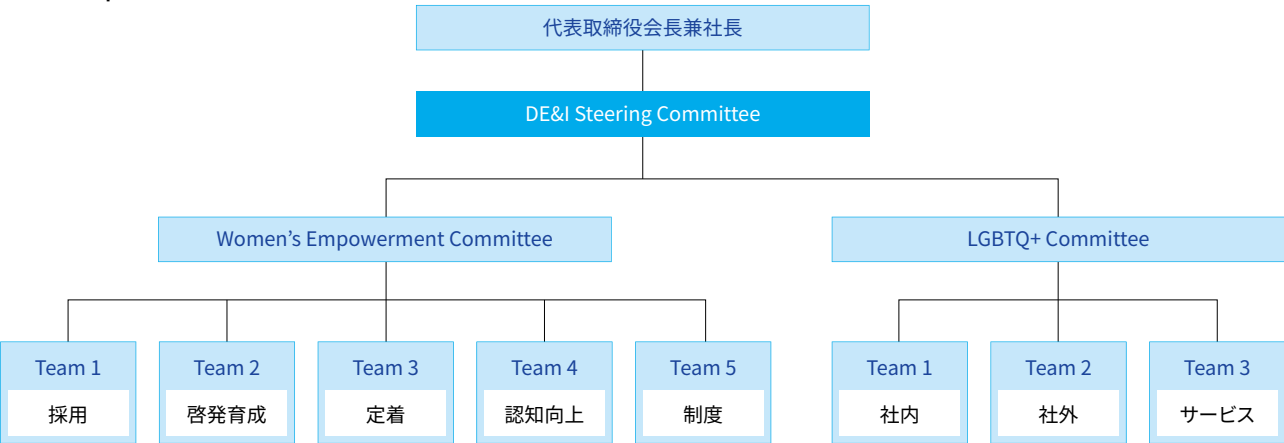 代表取締役会長兼社長
DE&I Steering Committee
Women’s Empowerment Committee
LGBTQ+ Committee
Team 1
採用
Team 2
啓発育成
Team 3
定着
Team 4
認知向上
Team 5
制度
Team 1
社内
Team 2
社外
Team 3
サービス